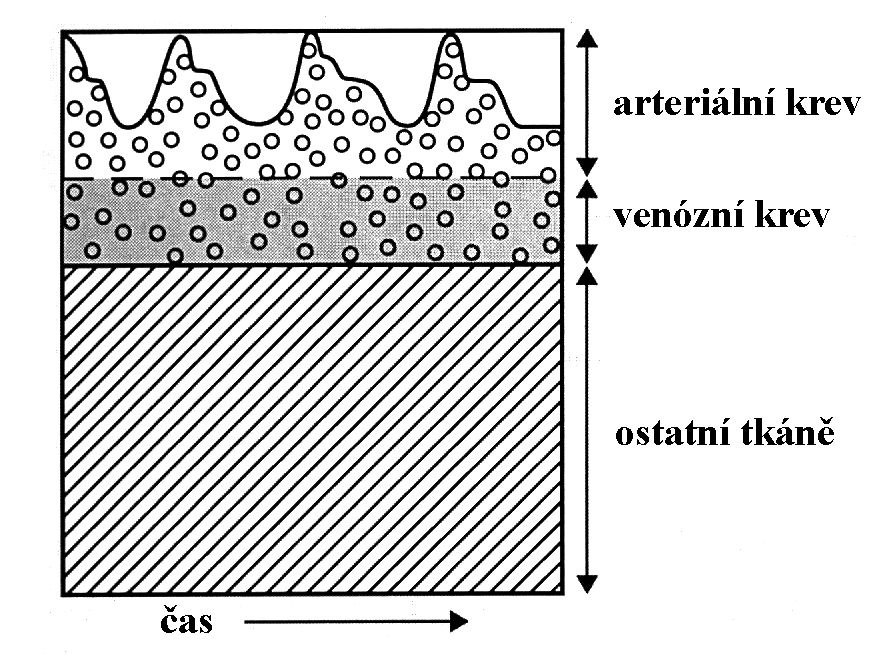 arteriální krev
venózní krev
ostatní tkáně
čas